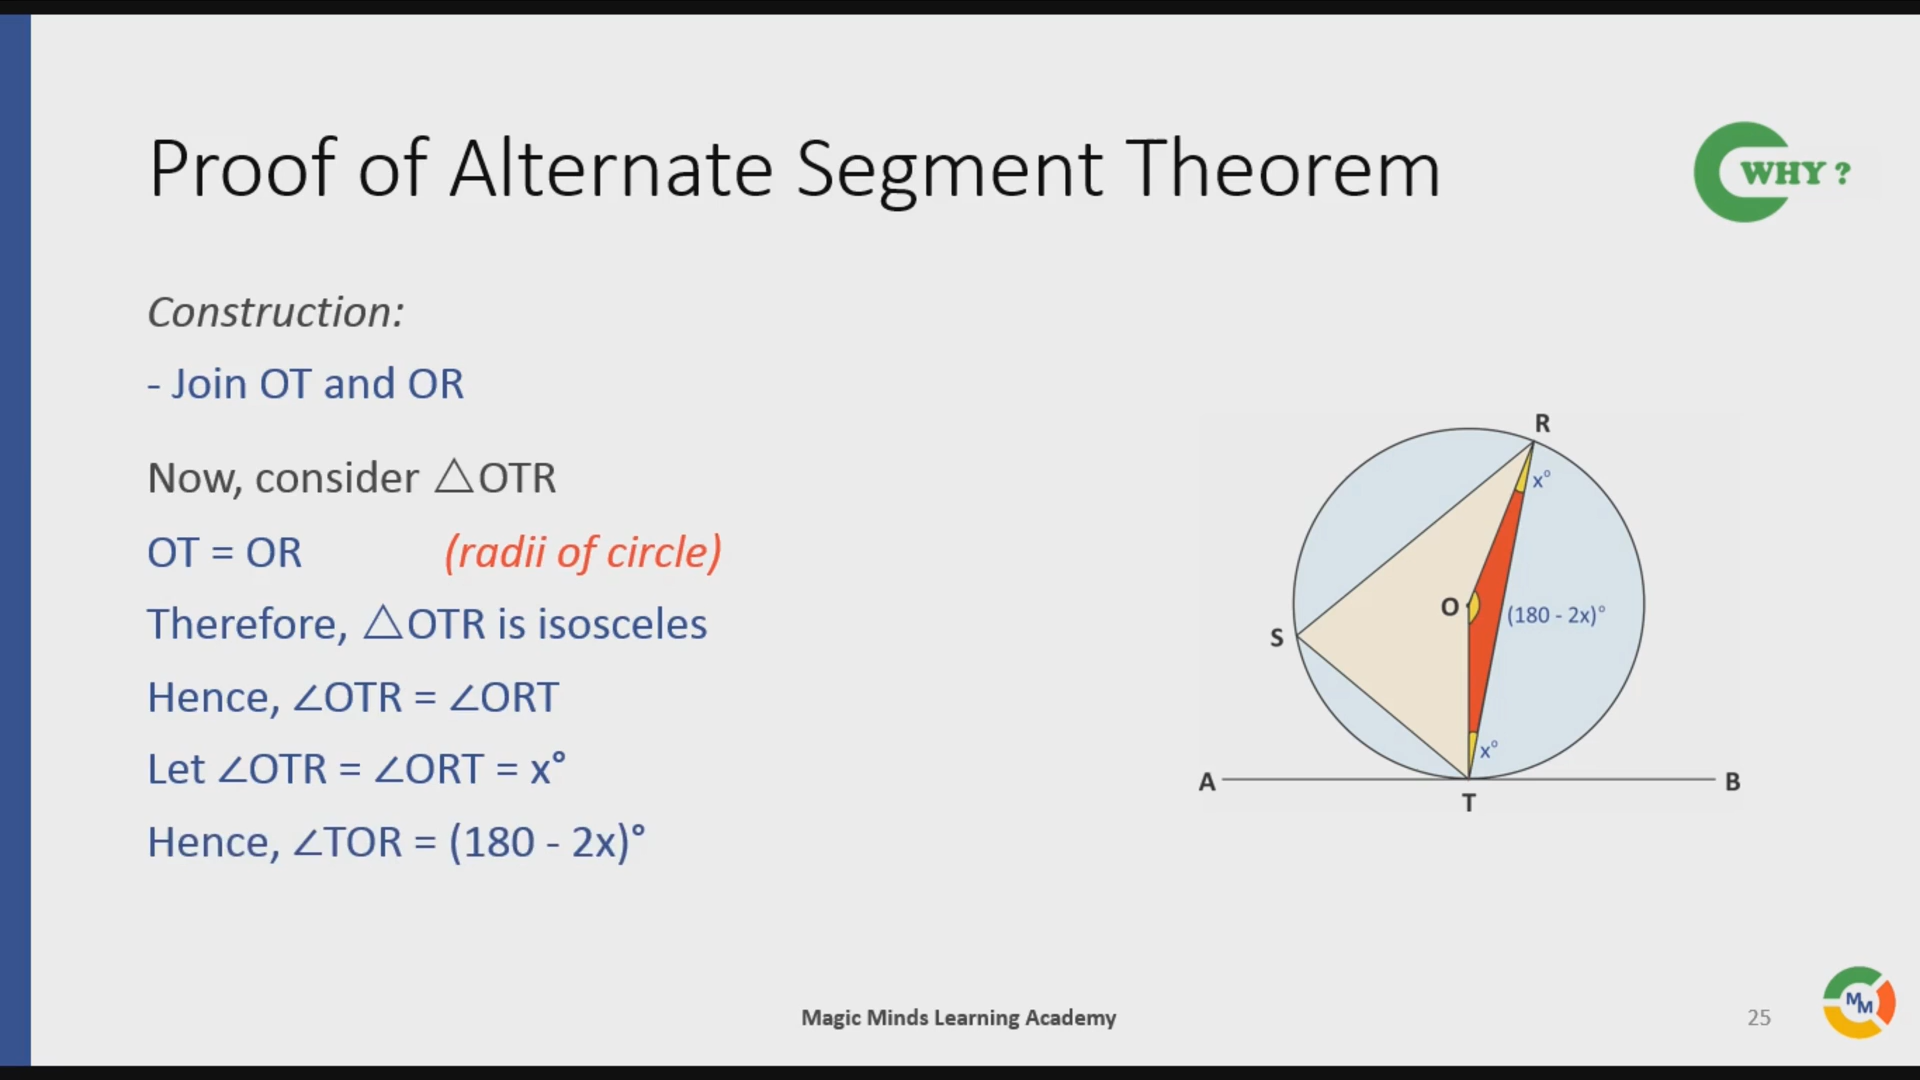 Proof of Alternate Segment Theorem
WHY ?
Construction:
- Join OT and OR
Now, consider △OTR
OT = OR (radii of circle)
Therefore, △OTR is isosceles
Hence, ∠OTR = ∠ORT
Let ∠OTR = ∠ORT = x°
Hence, ∠TOR = (180 - 2x)°
R
x°
O
(180 - 2x)°
S
x°
A
B
T
Magic Minds Learning Academy
25
MM